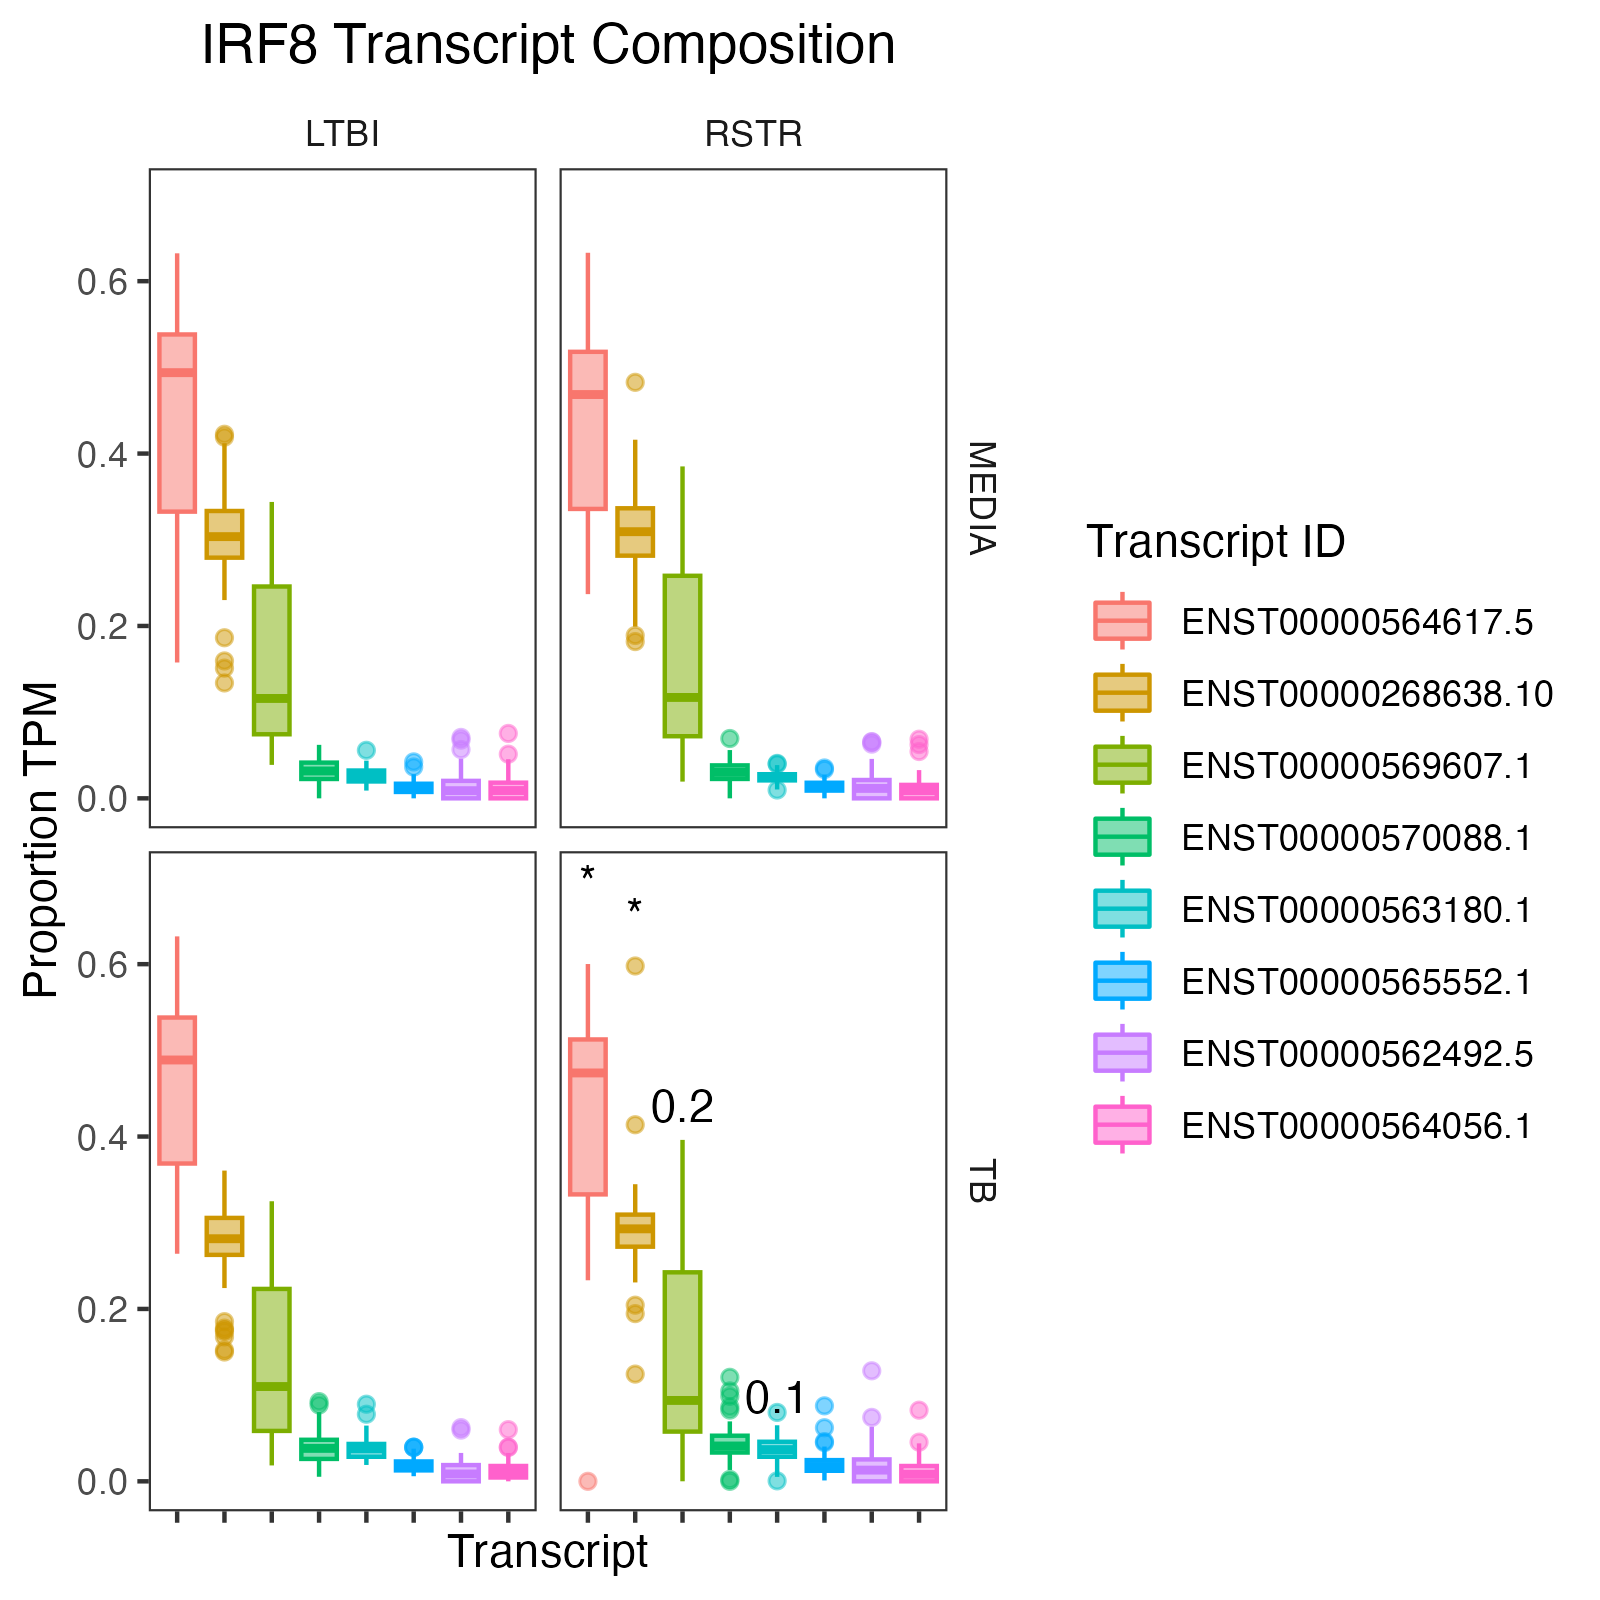 IRF8 Transcript Composition
LTBI
RSTR
0.6
0.4
0.2
0.0
MEDIA
Proportion TPM
*
*
0.6
0.4
0.2
0.0
0.2
0.1
TB
Transcript
Transcript ID
ENST00000564617.5
ENST00000268638.10
ENST00000569607.1
ENST00000570088.1
ENST00000563180.1
ENST00000565552.1
ENST00000562492.5
ENST00000564056.1